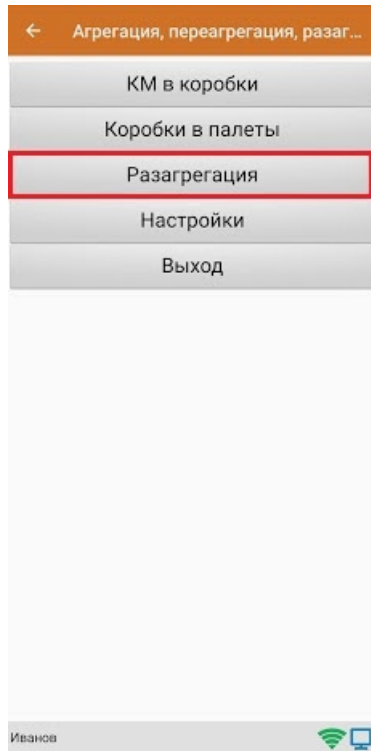 Агрегация, переагрегация, разаг...
КМ в коробки
Коробки в палеты
Разагрегация
Настройки
Выход
Иванов